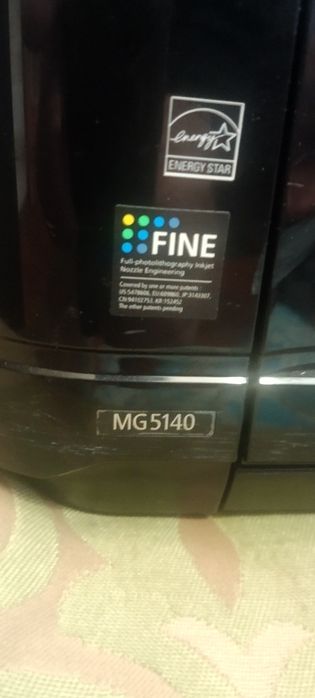 energy
ENERGY STAR
FINE
Full-photolithography Inkjet
Nozzle Engineering
Covered by one or more patents :
The other patents pending
MG5140